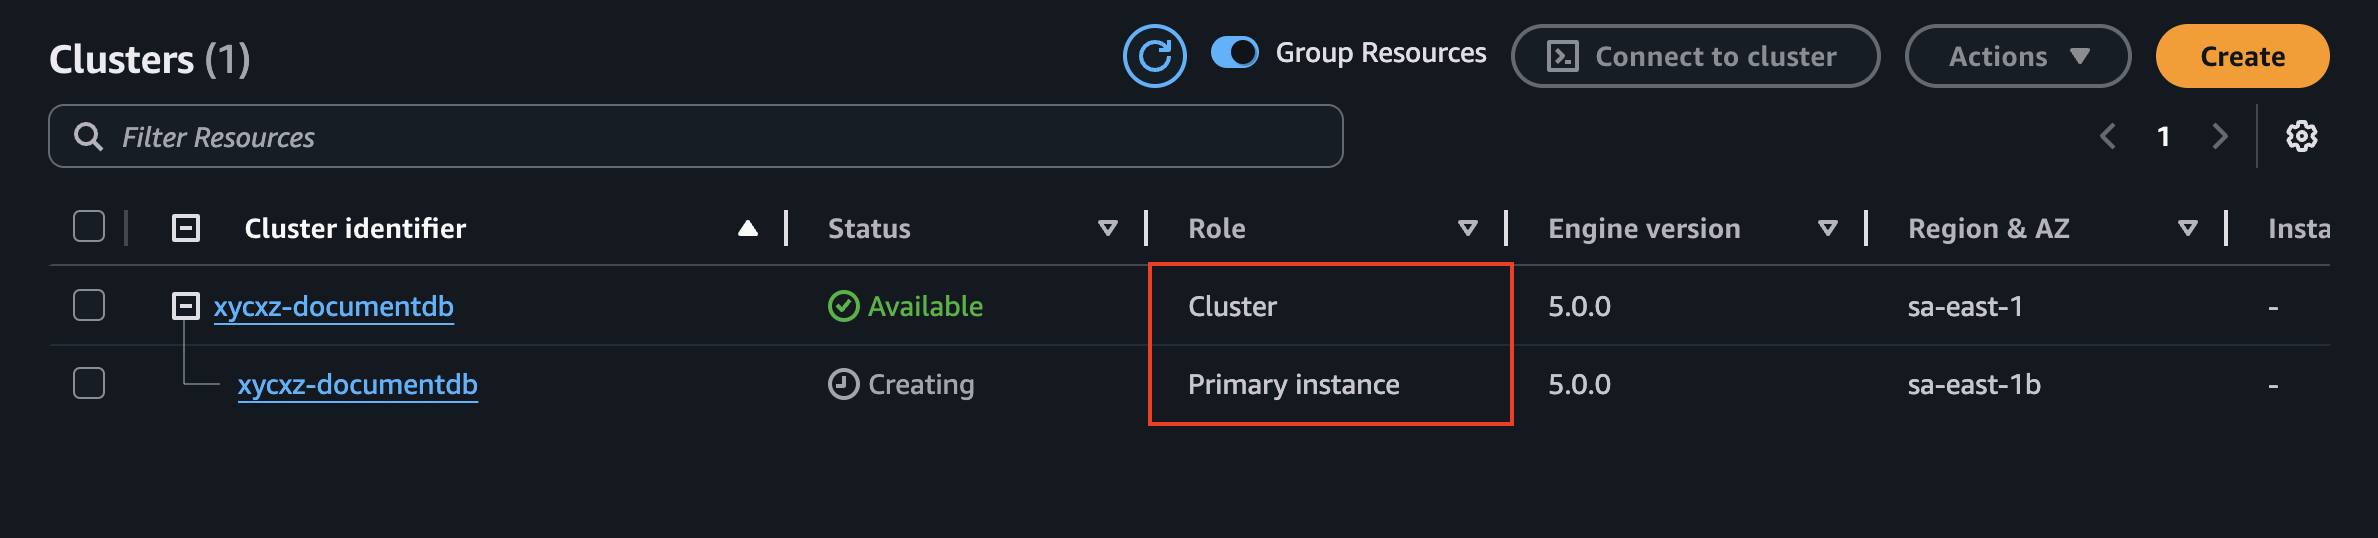 Clusters (1)
Group Resources
Connect to cluster
Actions
Create
Filter Resources
1
Cluster identifier Status Role Engine version Region & AZ Insta
xycxz-documentdb Available Cluster 5.0.0 sa-east-1 -
xycxz-documentdb Creating Primary instance 5.0.0 sa-east-1b -